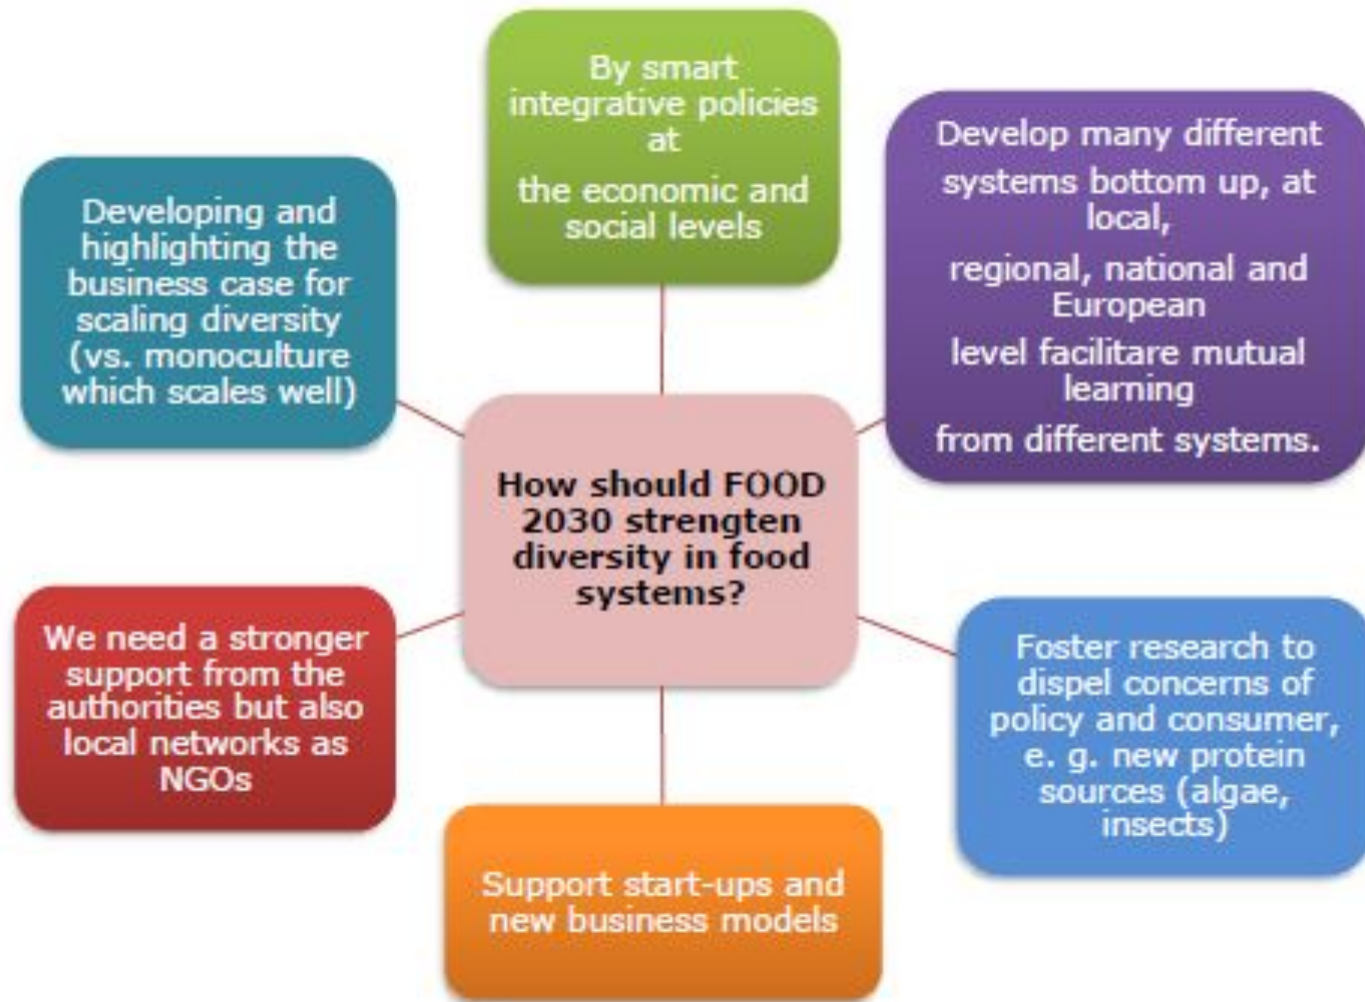 By smart
integrative policies
at
the economic and
social levels
Develop many different
systems bottom up, at
local,
regional, national and
European
level facilitare mutual
learning
from different systems.
Developing and
highlighting the
business case for
scaling diversity
(vs. monoculture
which scales well)
How should FOOD
2030 strengten
diversity in food
systems?
We need a stronger
support from the
authorities but also
local networks as
NGOs
Foster research to
dispel concerns of
policy and consumer,
e. g. new protein
sources (algae,
insects)
Support start-ups and
new business models